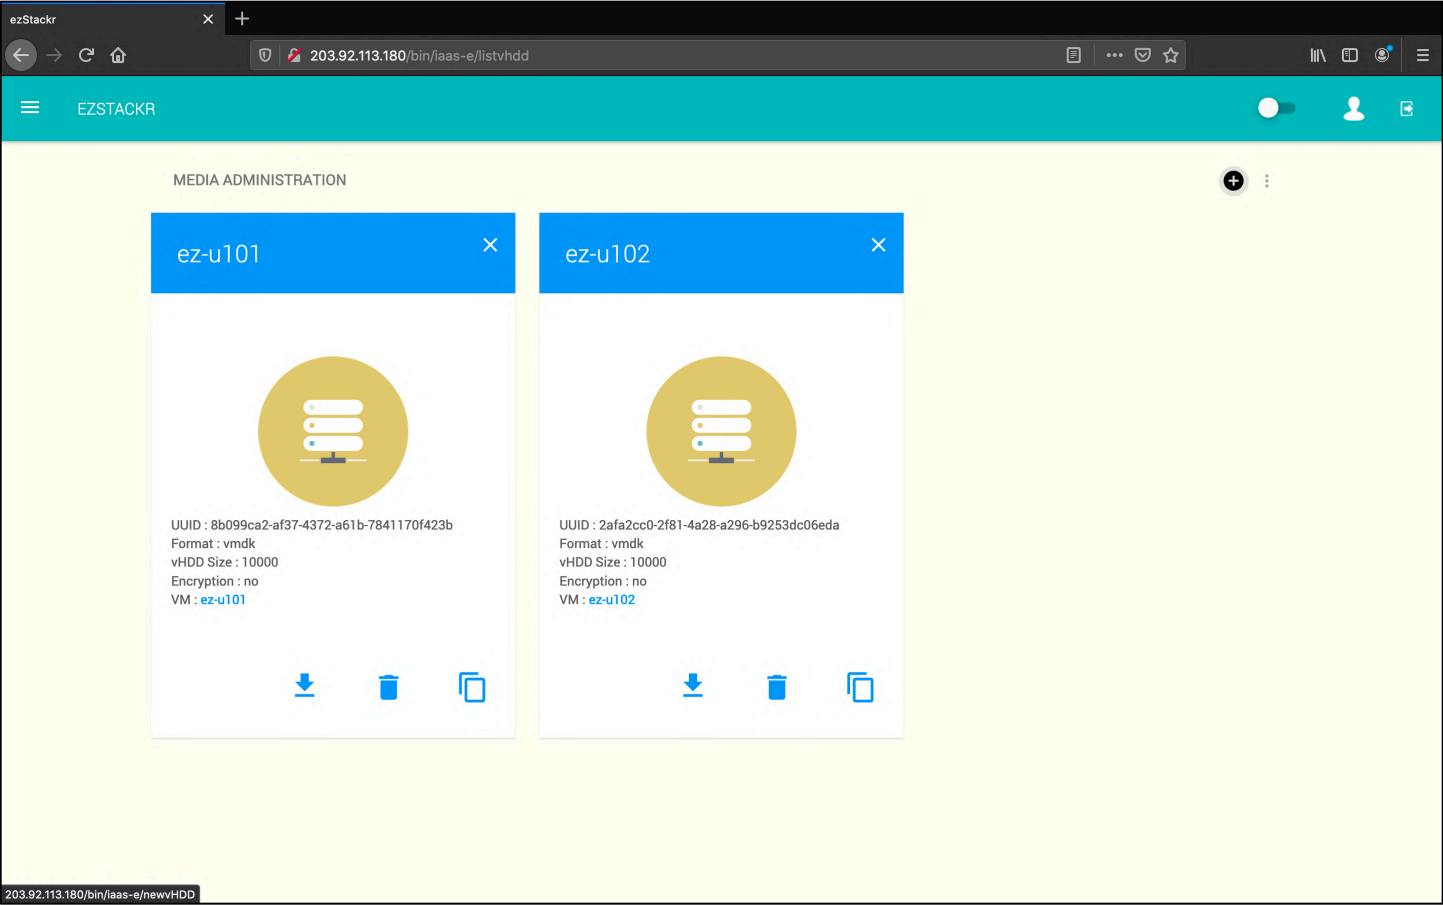 ezStackr
203.92.113.180/bin/iaas-e/listvhdd
EZSTACKR
MEDIA ADMINISTRATION
ez-u101
UUID : 8b099ca2-af37-4372-a61b-7841170f423b
Format : vmdk
vHDD Size : 10000
Encryption : no
VM : ez-u101
ez-u102
UUID : 2afa2cc0-2f81-4a28-a296-b9253dc06eda
Format : vmdk
vHDD Size : 10000
Encryption : no
VM : ez-u102
203.92.113.180/bin/iaas-e/newvHDD